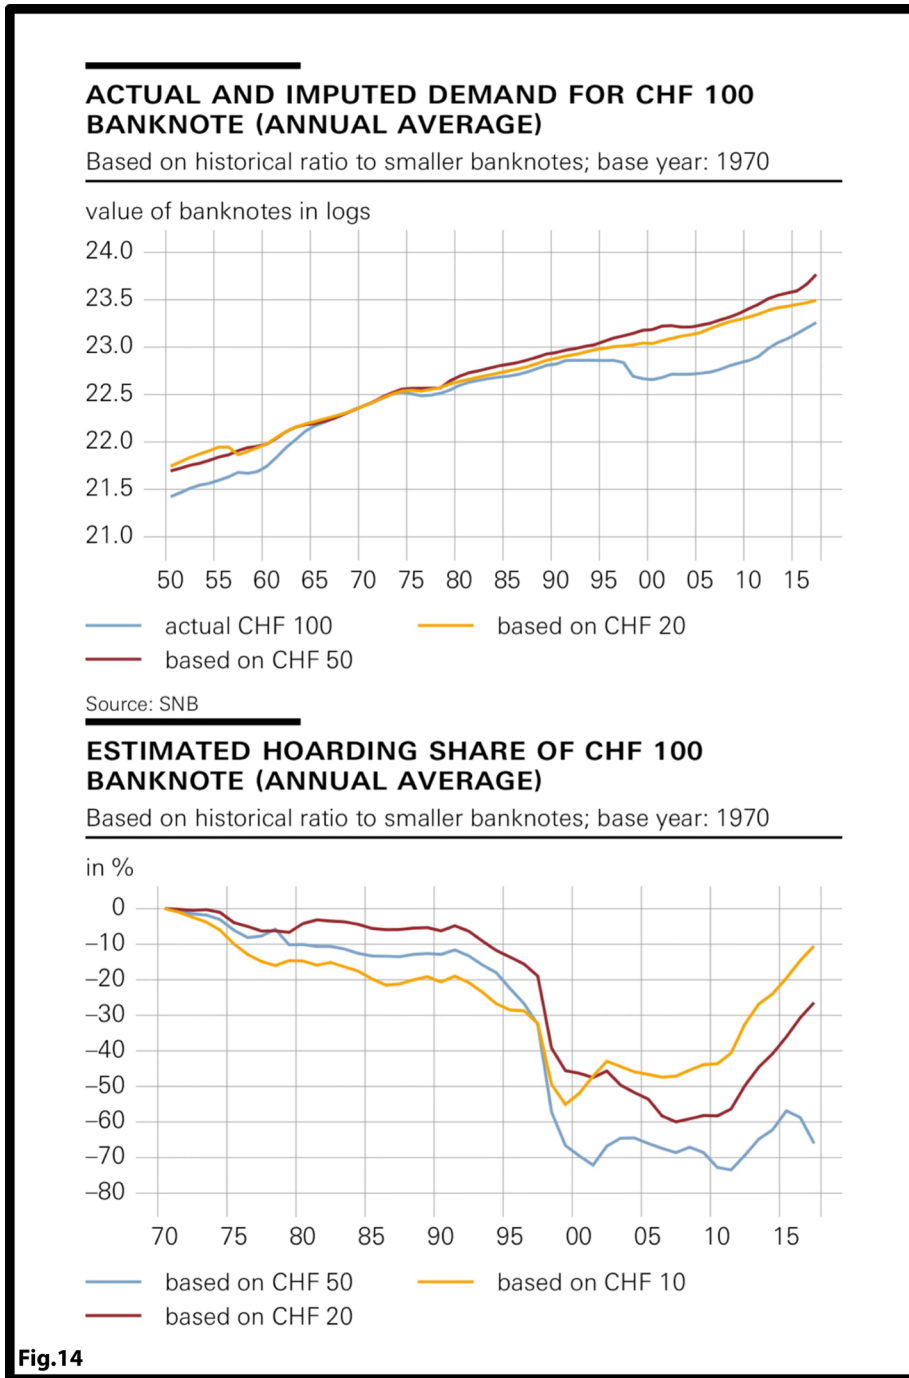 ACTUAL AND IMPUTED DEMAND FOR CHF 100
BANKNOTE (ANNUAL AVERAGE)
Based on historical ratio to smaller banknotes; base year: 1970
value of banknotes in logs
24.0
23.5
23.0
22.5
22.0
21.5
21.0
50 55 60 65 70 75 80 85 90 95 00 05 10 15
actual CHF 100 based on CHF 20
based on CHF 50
Source: SNB
ESTIMATED HOARDING SHARE OF CHF 100
BANKNOTE (ANNUAL AVERAGE)
Based on historical ratio to smaller banknotes; base year: 1970
in %
0
–10
–20
–30
–40
–50
–60
–70
–80
70 75 80 85 90 95 00 05 10 15
based on CHF 50 based on CHF 10
based on CHF 20
Fig.14